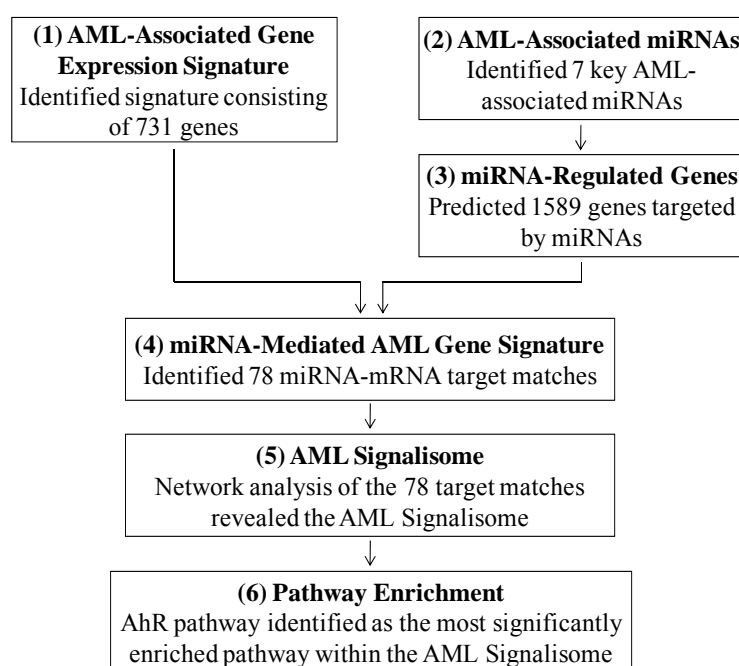 (1) AML-Associated Gene
Expression Signature
Identified signature consisting
of 731 genes
(2) AML-Associated miRNAs
Identified 7 key AML-
associated miRNAs
(3) miRNA-Regulated Genes
Predicted 1589 genes targeted
by miRNAs
(4) miRNA-Mediated AML Gene Signature
Identified 78 miRNA-mRNA target matches
(5) AML Signalisome
Network analysis of the 78 target matches
revealed the AML Signalisome
(6) Pathway Enrichment
AhR pathway identified as the most significantly
enriched pathway within the AML Signalisome